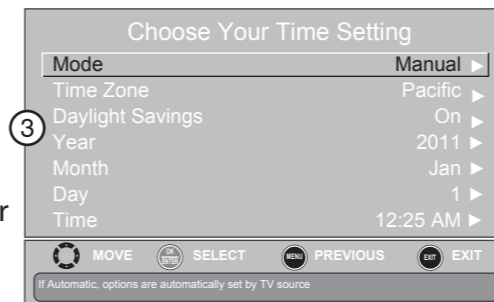 Choose Your Time Setting
Mode Manual ►
Time Zone Pacific ►
Daylight Savings On ►
3
Year 2011 ►
Month Jan ►
Day 1 ►
r
Time 12:25 AM ►
MOVE OK ENTER SELECT MENU PREVIOUS EXIT EXIT
If Automatic, options are automatically set by TV source